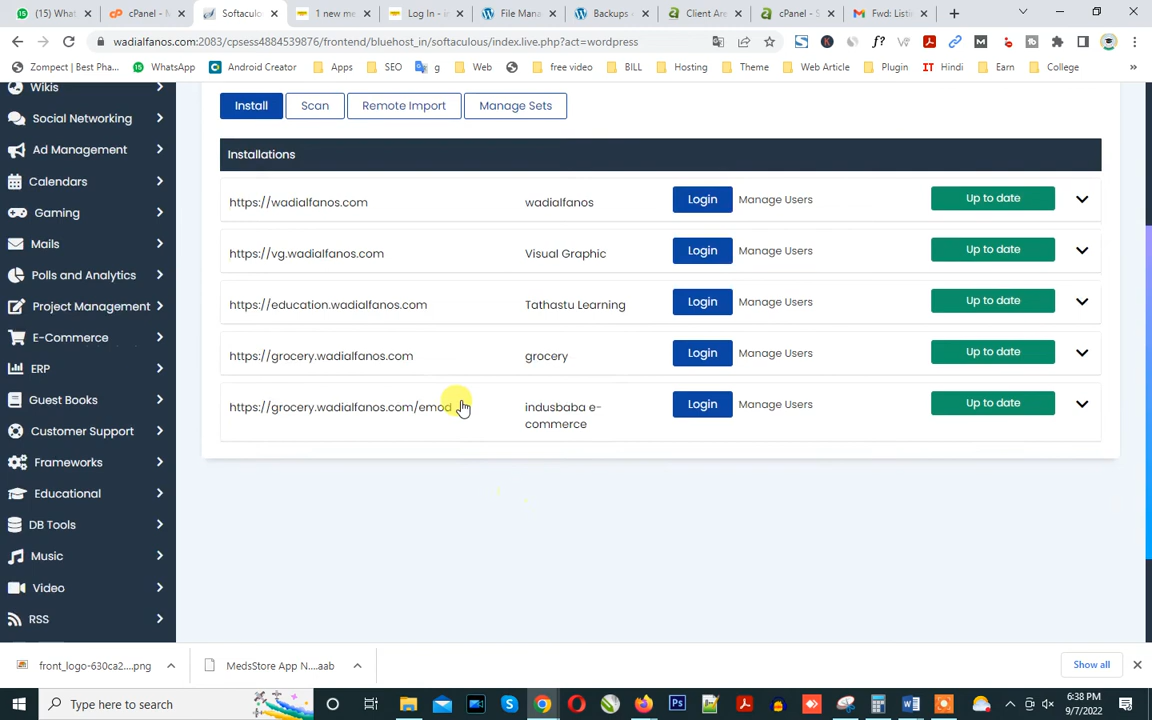 (15) What
cPanel - M
Softaculo
1 new me
Log In - i
File Mana
Backups
Client Are
cPanel - S
Fwd: Listi
wadialfanos.com:2083/cpsess4884539876/frontend/bluehost_in/softaculous/index.live.php?act=wordpress
Zompect | Best Pha...
WhatsApp
Android Creator
Apps
SEO
g
Web
free video
BILL
Hosting
Theme
Web Article
Plugin
Hindi
Earn
College
Wikis
Social Networking
Ad Management
Calendars
Gaming
Mails
Polls and Analytics
Project Management
E-Commerce
ERP
Guest Books
Customer Support
Frameworks
Educational
DB Tools
Music
Video
RSS
Install Scan Remote Import Manage Sets
Installations
https://wadialfanos.com wadialfanos Login Manage Users Up to date
https://vg.wadialfanos.com Visual Graphic Login Manage Users Up to date
https://education.wadialfanos.com Tathastu Learning Login Manage Users Up to date
https://grocery.wadialfanos.com grocery Login Manage Users Up to date
https://grocery.wadialfanos.com/emod indusbaba e-
commerce
Login Manage Users Up to date
front_logo-630ca2....png
MedsStore App N....aab
Show all
Type here to search
6:38 PM
9/7/2022